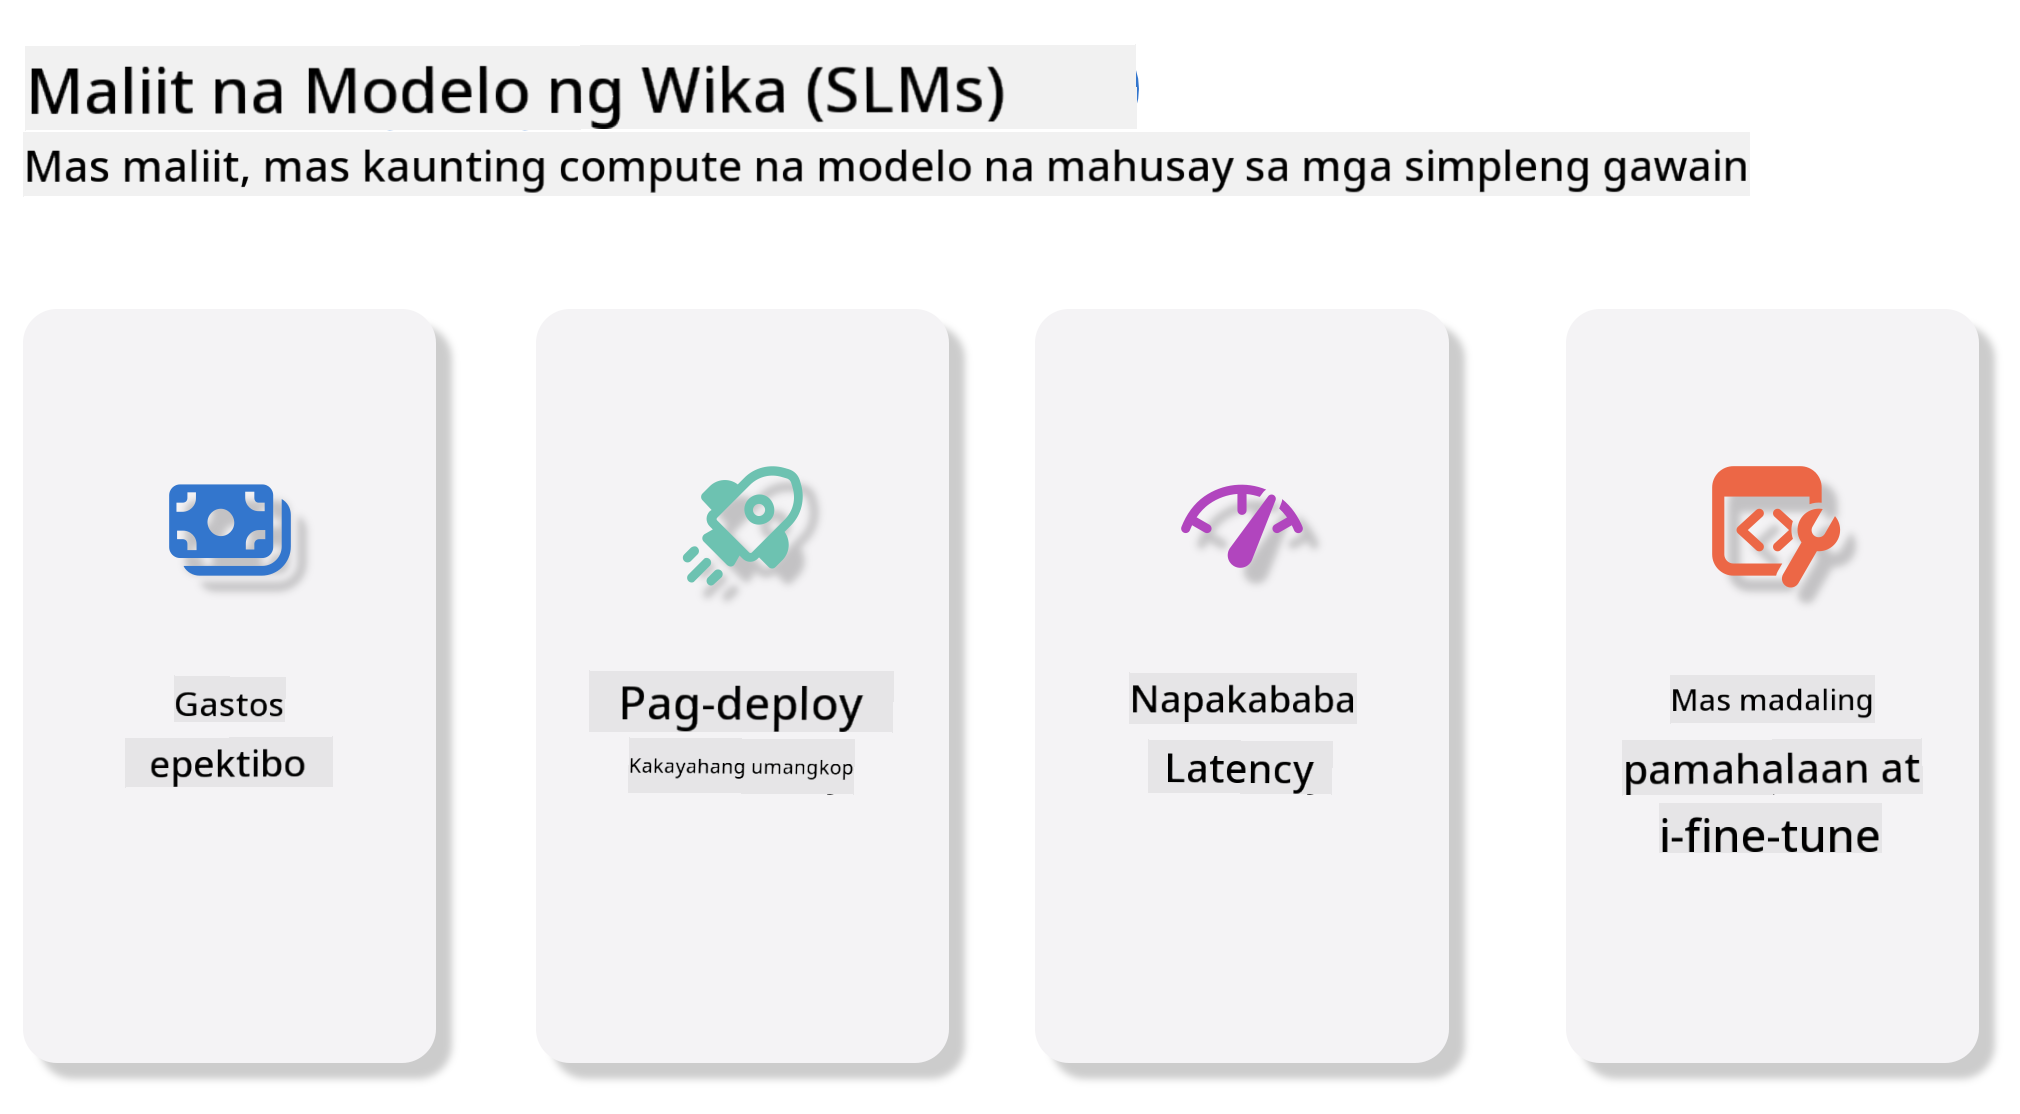 Maliit na Modelo ng Wika (SLMs)
Mas maliit, mas kaunting compute na modelo na mahusay sa mga simpleng gawain
Gastos
epektibo
Pag-deploy
Kakayahang umangkop
Napakababa
Latency
Mas madaling
pamahalaan at
i-fine-tune